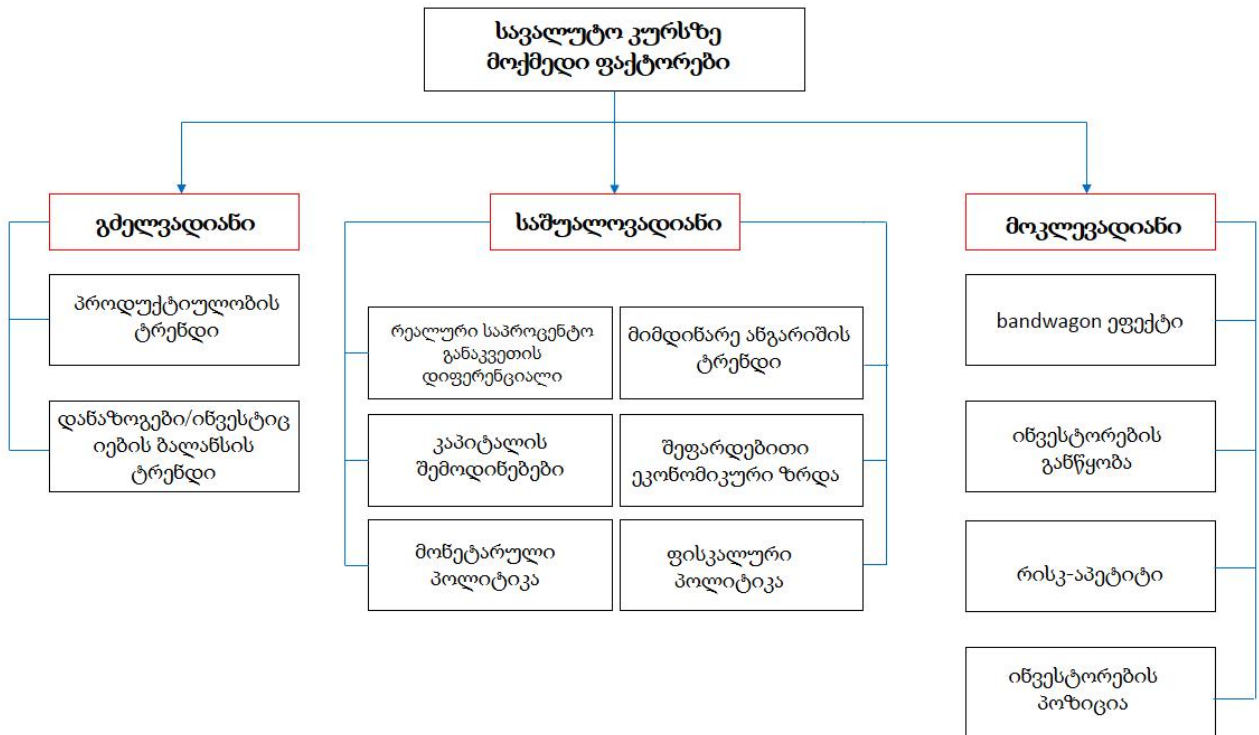 სავალუტო კურსზე
მოქმედი ფაქტორები
გძელვადიანი
პროდუქტიულობის
ტრენდი
დანაზოგები/ინვესტიც
იების ბალანსის
ტრენდი
საშუალოვადიანი
რეალური საპროცენტო
განაკვეთის
დიფერენციალი
მიმდინარე ანგარიშის
ტრენდი
კაპიტალის
შემოდინებები
შეფარდებითი
ეკონომიკური ზრდა
მონეტარული
პოლიტიკა
ფისკალური
პოლიტიკა
მოკლევადიანი
bandwagon ეფექტი
ინვესტორების
განწყობა
რისკ-აპეტიტი
ინვესტორების
პოზიცია